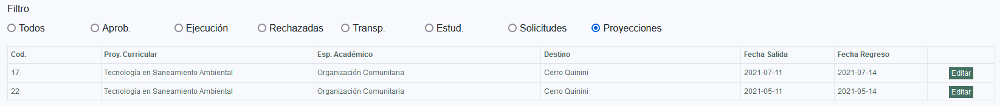 Filtro
Todos Aprob. Ejecución Rechazadas Transp. Estud. Solicitudes Proyecciones
Cod. Proy. Curricular Esp. Académico Destino Fecha Salida Fecha Regreso
17 Tecnología en Saneamiento Ambiental Organización Comunitaria Cerro Quinini 2021-07-11 2021-07-14 Editar
22 Tecnología en Saneamiento Ambiental Organización Comunitaria Cerro Quinini 2021-05-11 2021-05-14 Editar